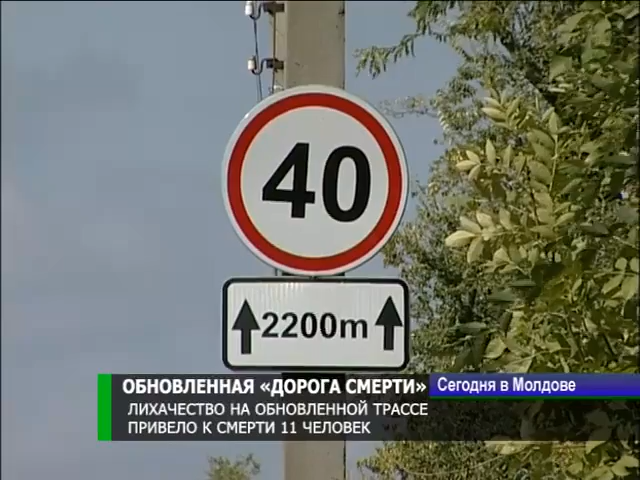 40
2200m
ОБНОВЛЕННАЯ «ДОРОГА СМЕРТИ»
Сегодня в Молдове
ЛИХАЧЕСТВО НА ОБНОВЛЕННОЙ ТРАССЕ
ПРИВЕЛО К СМЕРТИ 11 ЧЕЛОВЕК